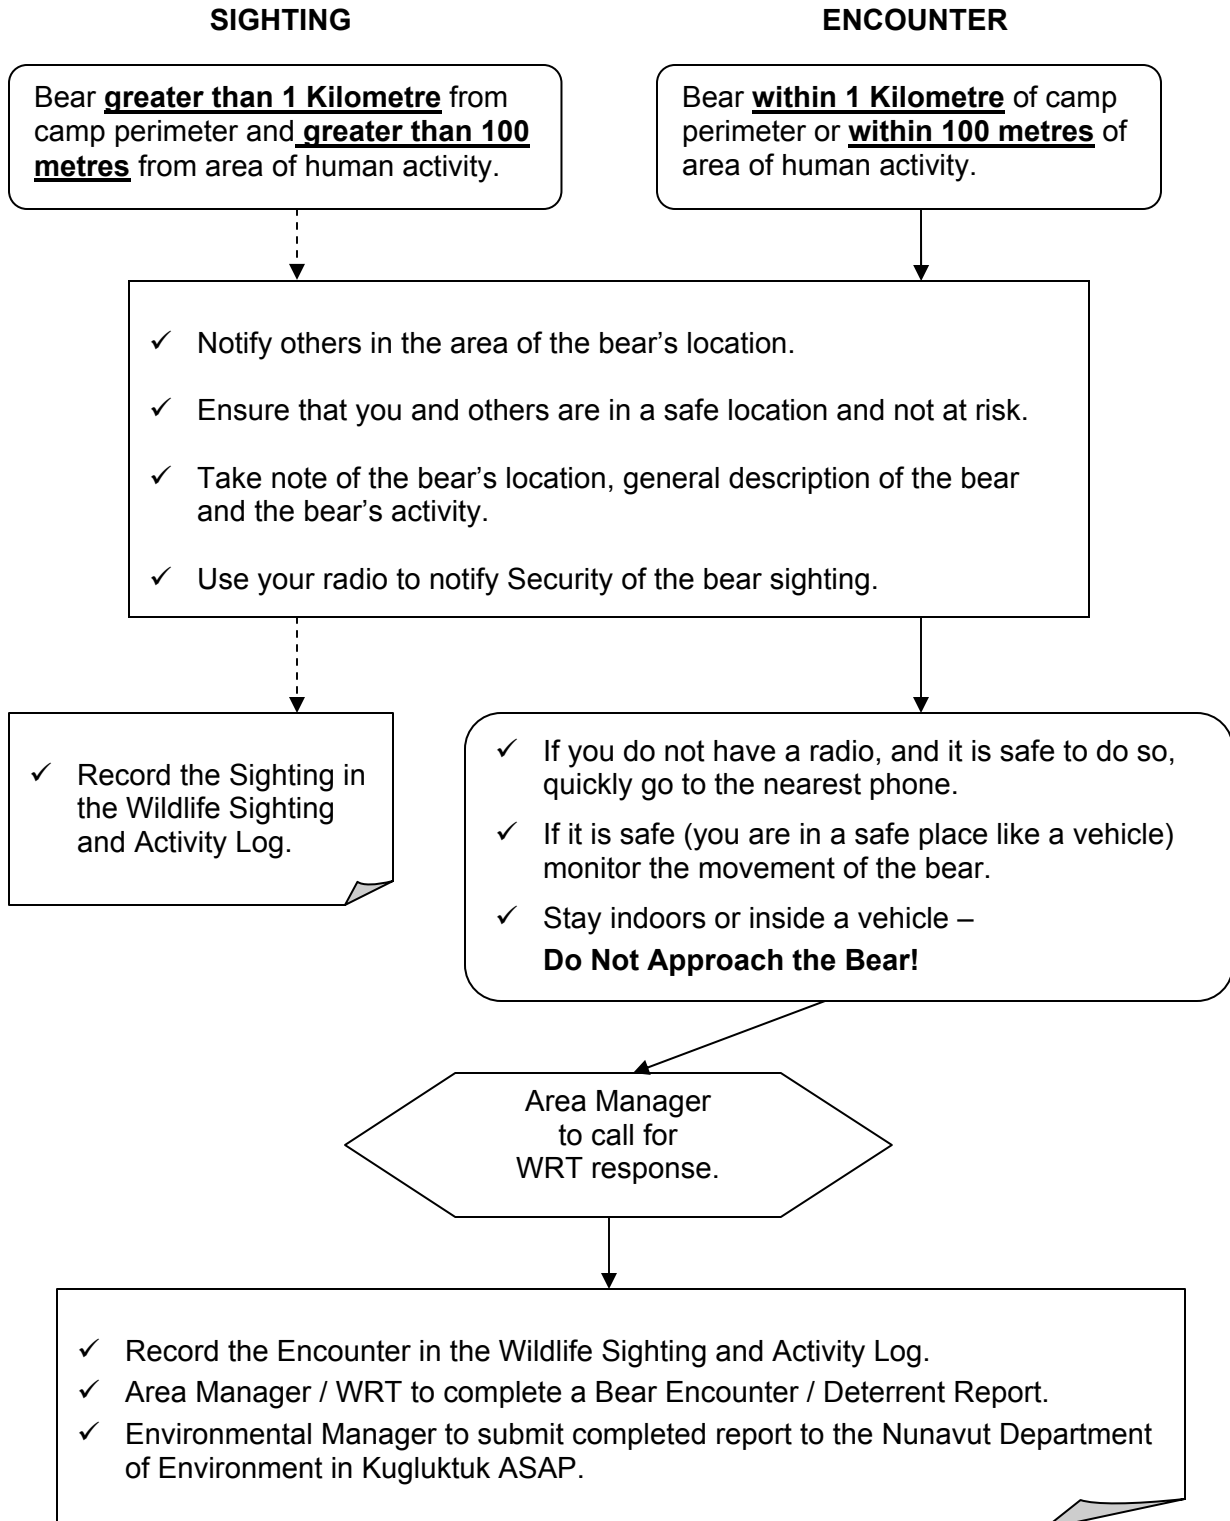 SIGHTING
ENCOUNTER
Bear greater than 1 Kilometre from
camp perimeter and greater than 100
metres from area of human activity.
Bear within 1 Kilometre of camp
perimeter or within 100 metres of
area of human activity.
✓ Notify others in the area of the bear’s location.
✓ Ensure that you and others are in a safe location and not at risk.
✓ Take note of the bear’s location, general description of the bear
and the bear’s activity.
✓ Use your radio to notify Security of the bear sighting.
✓ Record the Sighting in
the Wildlife Sighting
and Activity Log.
✓ If you do not have a radio, and it is safe to do so,
quickly go to the nearest phone.
✓ If it is safe (you are in a safe place like a vehicle)
monitor the movement of the bear.
✓ Stay indoors or inside a vehicle –
Do Not Approach the Bear!
Area Manager
to call for
WRT response.
✓ Record the Encounter in the Wildlife Sighting and Activity Log.
✓ Area Manager / WRT to complete a Bear Encounter / Deterrent Report.
✓ Environmental Manager to submit completed report to the Nunavut Department
of Environment in Kugluktuk ASAP.